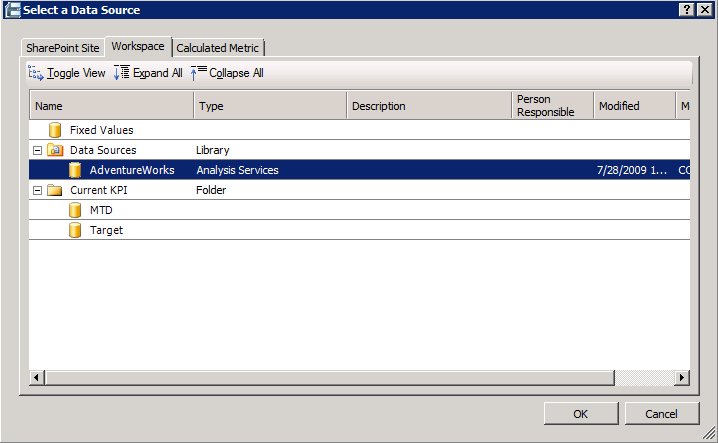 Select a Data Source
SharePoint Site Workspace Calculated Metric
Toggle View Expand All Collapse All
Name Type Description Person Responsible Modified M
Fixed Values
Data Sources Library
AdventureWorks Analysis Services 7/28/2009 1... CO
Current KPI Folder
MTD
Target
OK Cancel